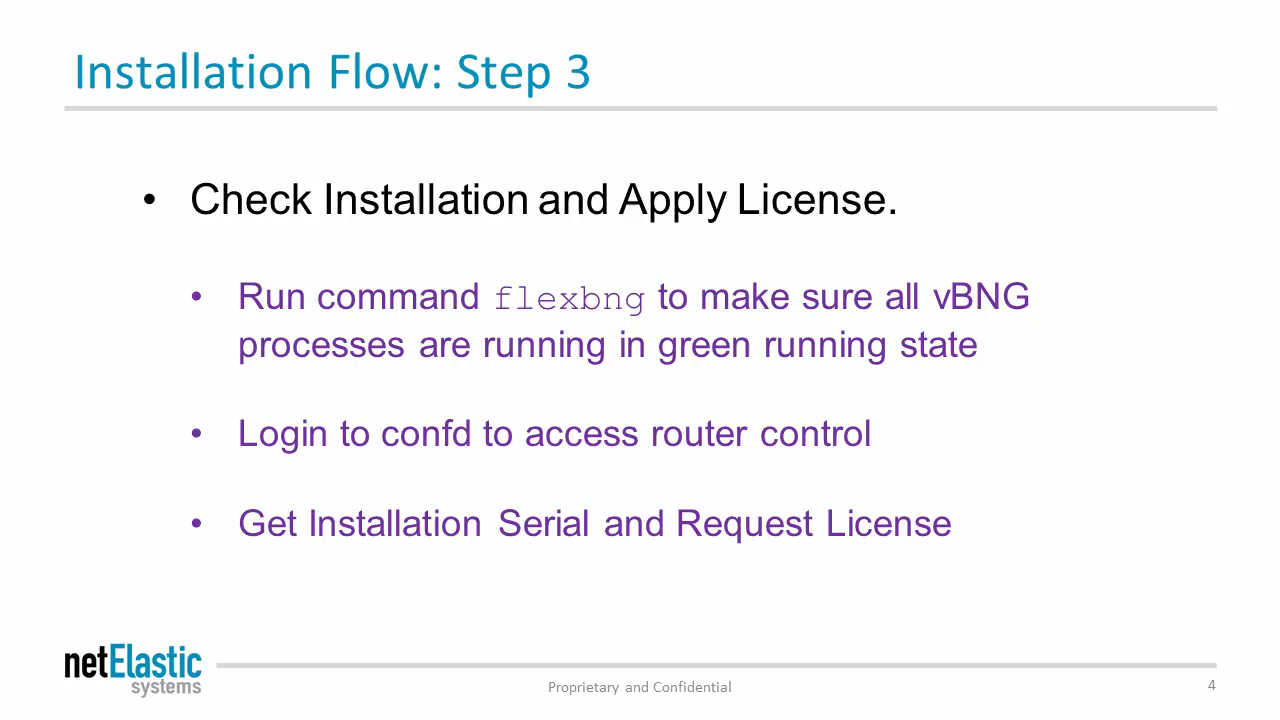 Installation Flow: Step 3
• Check Installation and Apply License.
• Run command flexbng to make sure all vBNG
processes are running in green running state
• Login to confd to access router control
• Get Installation Serial and Request License
netElastic
systems
Proprietary and Confidential
4